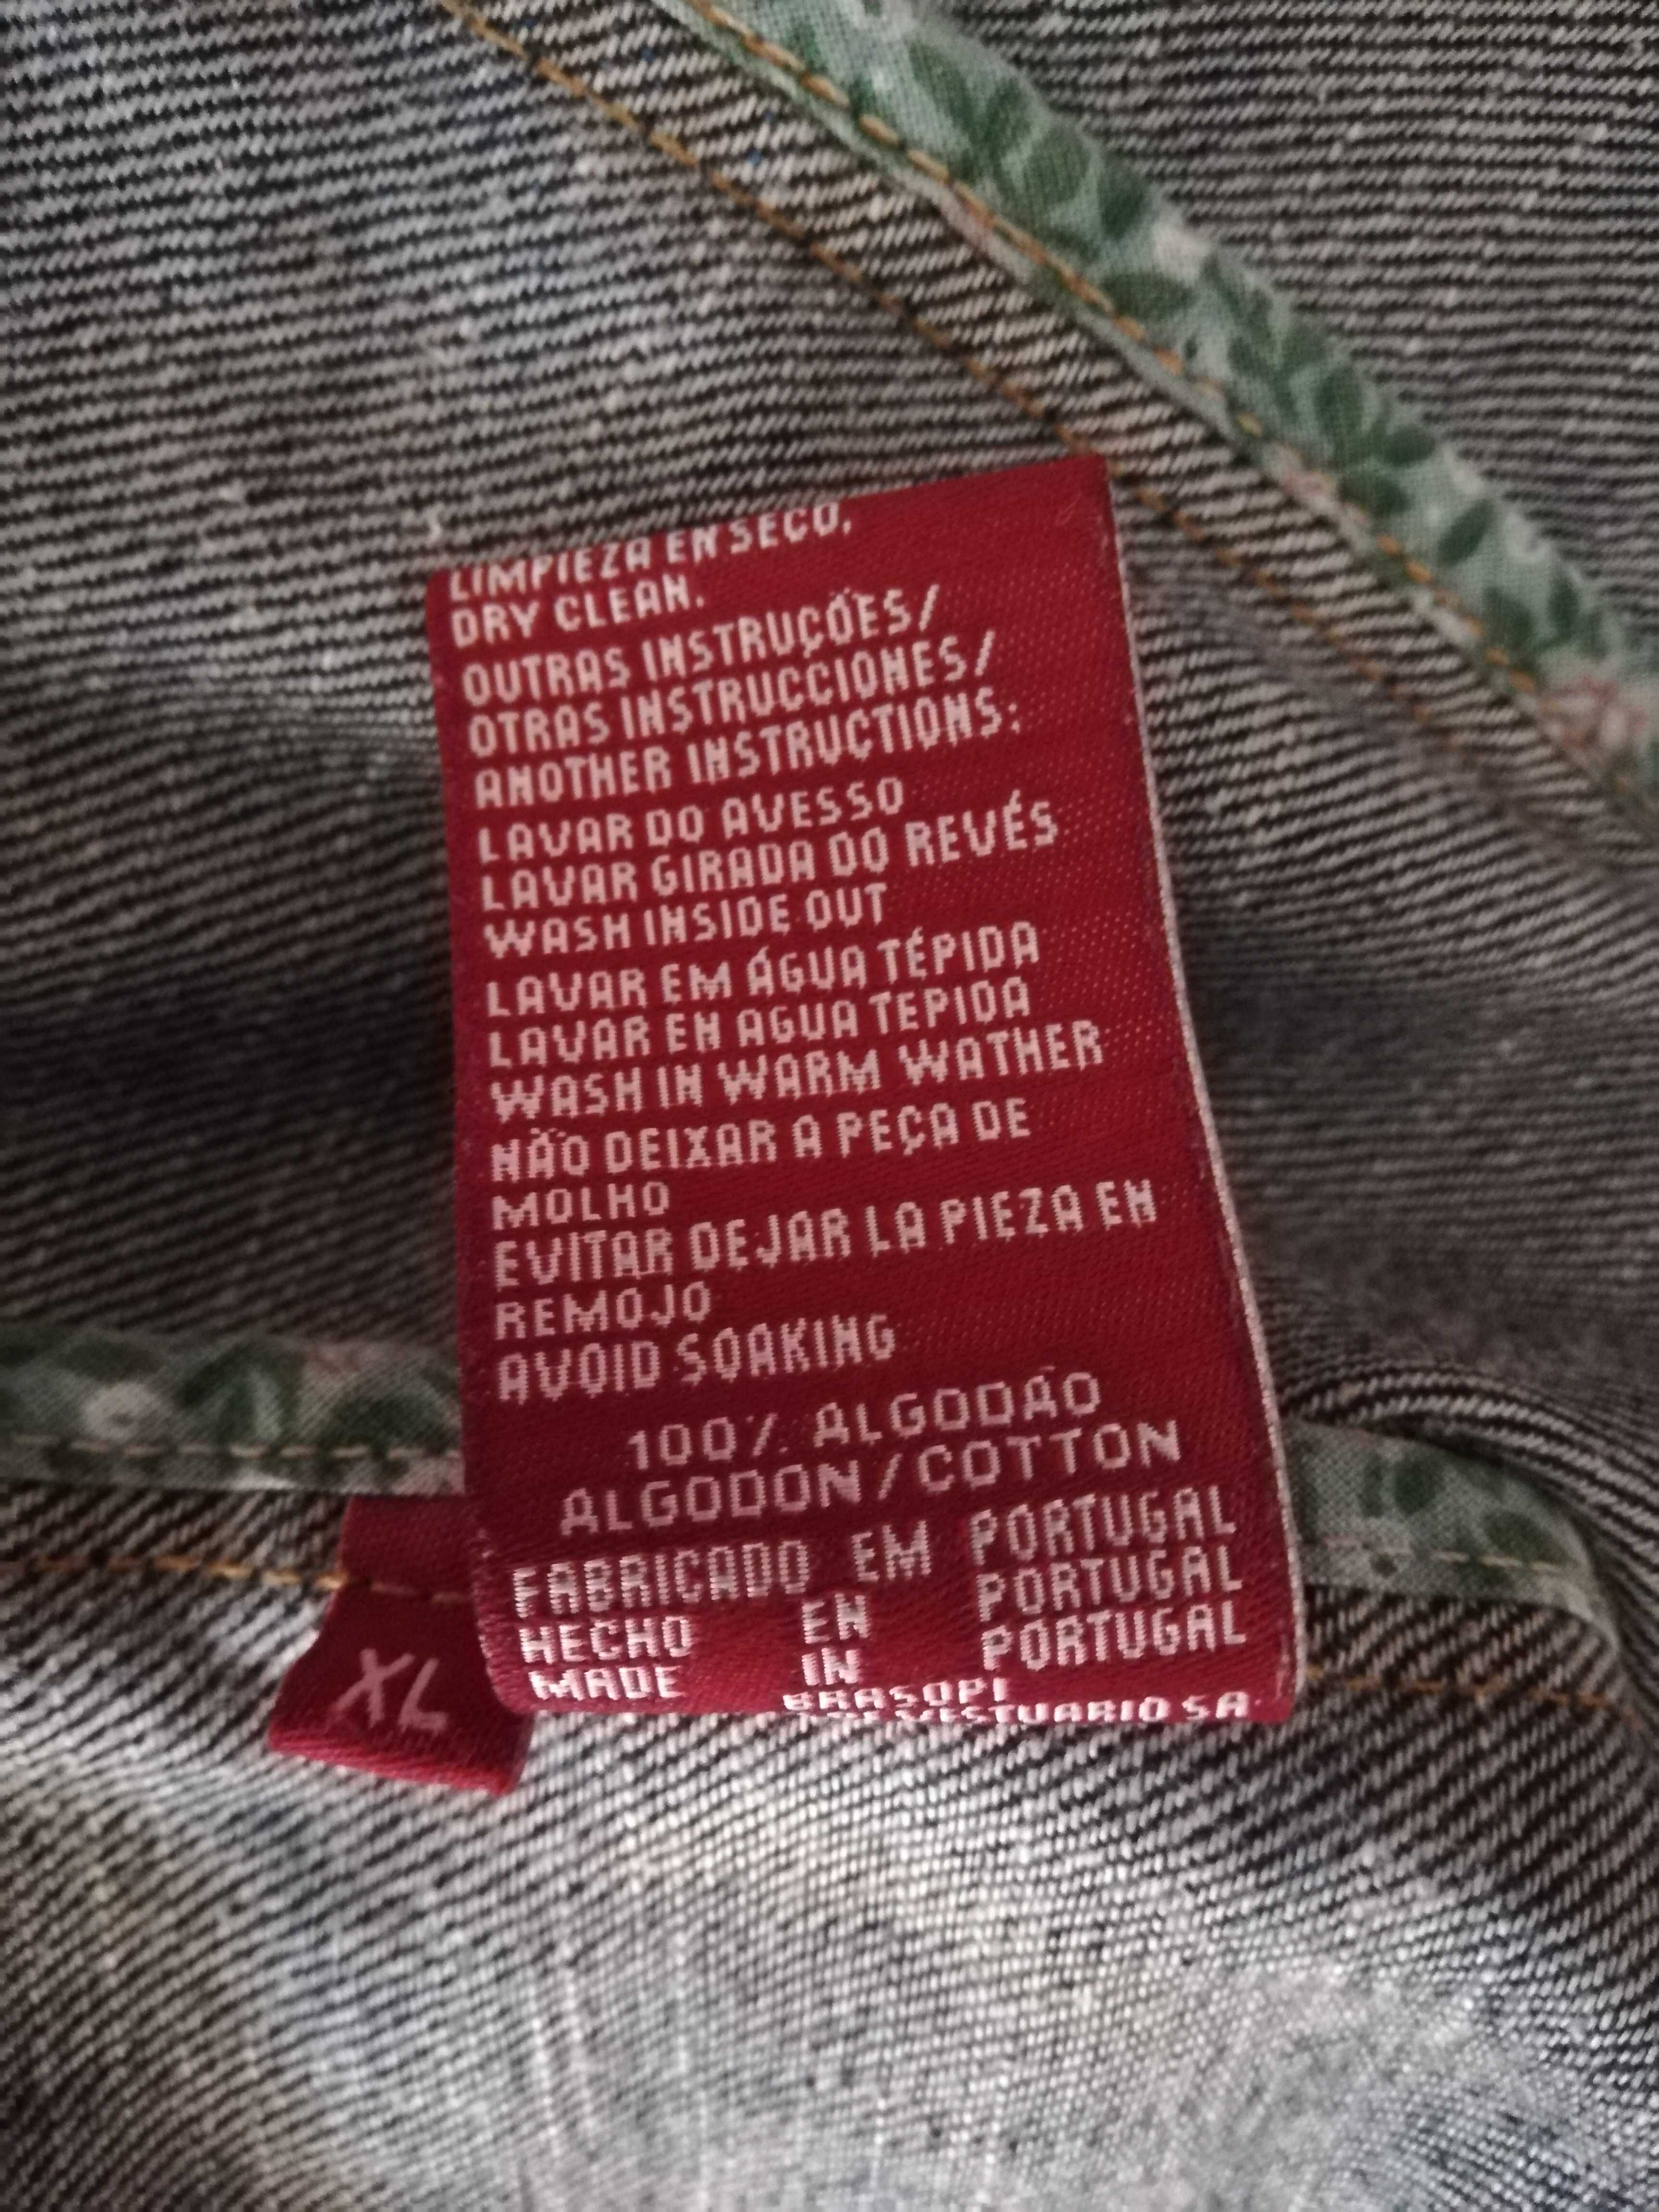 LIMPIEZA EN SECO.
DRY CLEAN.
OUTRAS INSTRUÇÕES/
OTRAS INSTRUCCIONES/
ANOTHER INSTRUCTIONS:
LAVAR DO AVESSO
LAVAR GIRADA DO REVÉS
WASH INSIDE OUT
LAVAR EM ÁGUA TÉPIDA
LAVAR EN AGUA TEPIDA
WASH IN WARM WATHER
NÃO DEIXAR A PEÇA DE
MOLHO
EVITAR DEJAR LA PIEZA EN
REMOJO
AVOID SOAKING
100% ALGODÃO
ALGODON/COTTON
FABRICADO EM PORTUGAL
HECHO EN PORTUGAL
MADE IN PORTUGAL
BRASOPI
VESTUARIO SA
XL